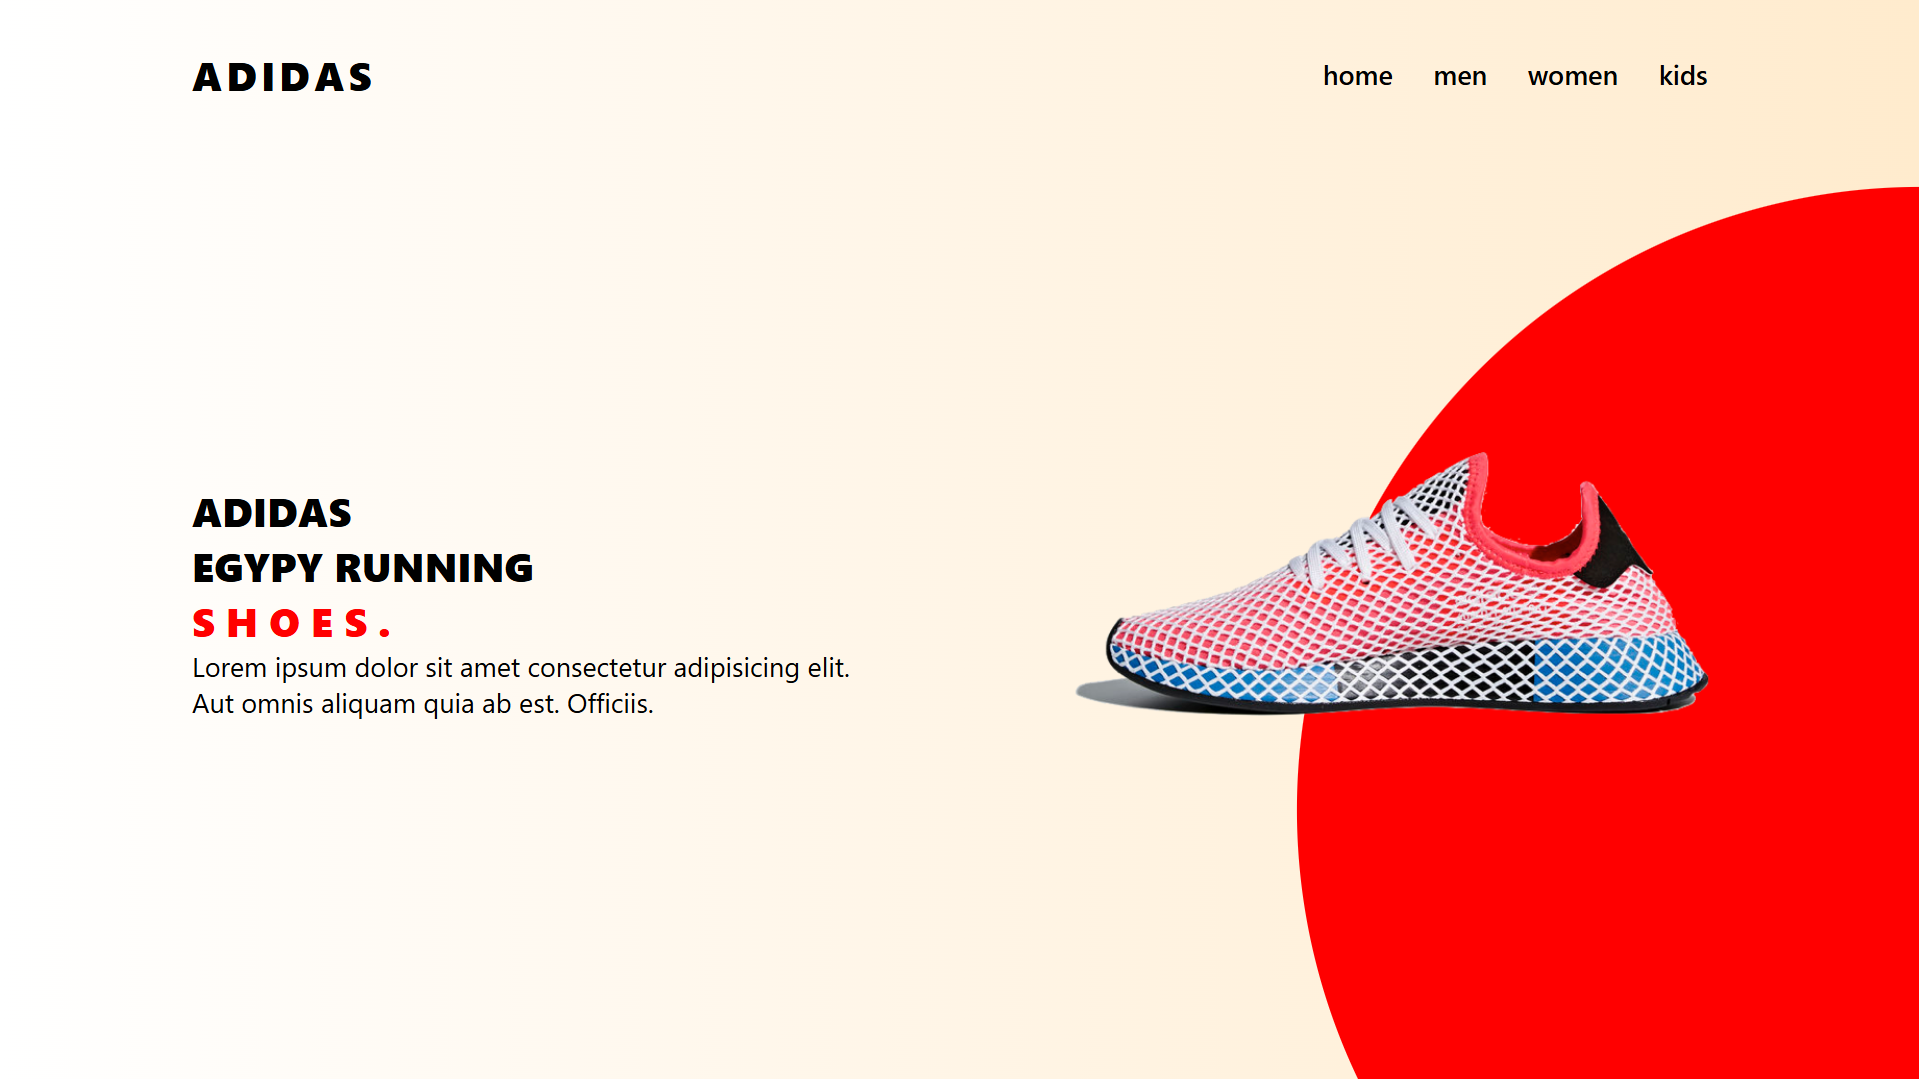 ADIDAS
home men women kids
ADIDAS
EGYPY RUNNING
SHOES.
Lorem ipsum dolor sit amet consectetur adipisicing elit.
Aut omnis aliquam quia ab est. Officiis.